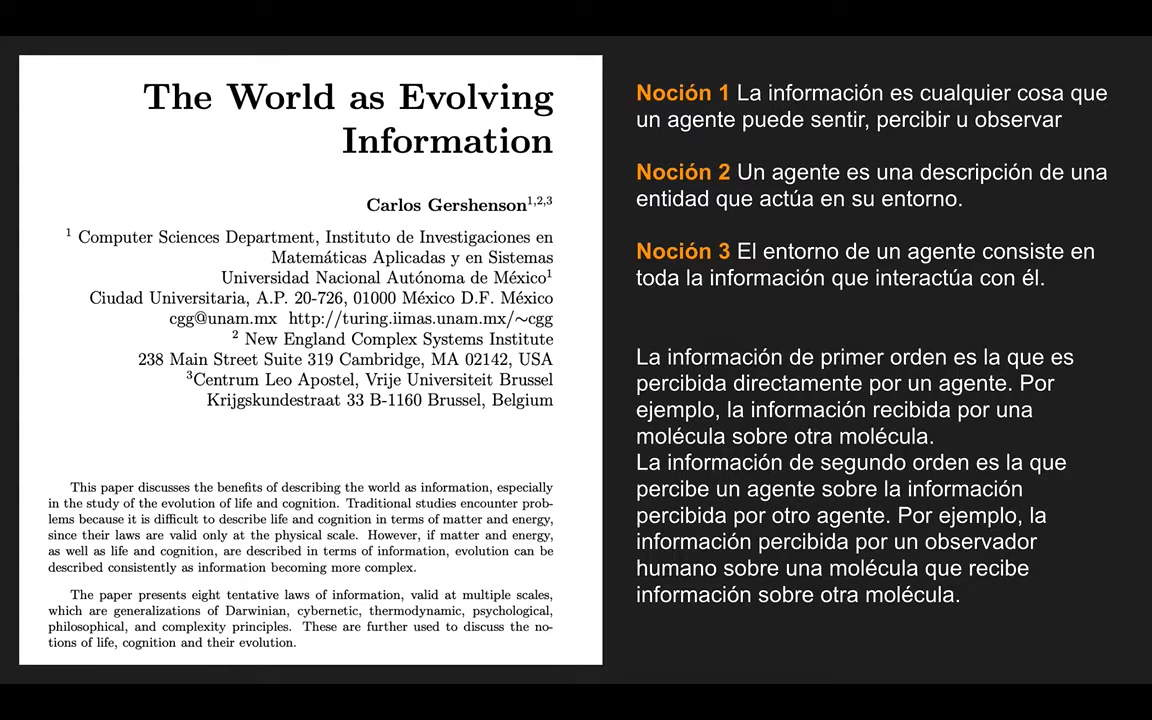 The World as Evolving
Information
Carlos Gershenson1,2,3
1 Computer Sciences Department, Instituto de Investigaciones en
Matemáticas Aplicadas y en Sistemas
Universidad Nacional Autónoma de México1
Ciudad Universitaria, A.P. 20-726, 01000 México D.F. México
cgg@unam.mx http://turing.iimas.unam.mx/~cgg
2 New England Complex Systems Institute
238 Main Street Suite 319 Cambridge, MA 02142, USA
3Centrum Leo Apostel, Vrije Universiteit Brussel
Krijgskundestraat 33 B-1160 Brussel, Belgium
This paper discusses the benefits of describing the world as information, especially
in the study of the evolution of life and cognition. Traditional studies encounter prob-
lems because it is difficult to describe life and cognition in terms of matter and energy,
since their laws are valid only at the physical scale. However, if matter and energy,
as well as life and cognition, are described in terms of information, evolution can be
described consistently as information becoming more complex.
The paper presents eight tentative laws of information, valid at multiple scales,
which are generalizations of Darwinian, cybernetic, thermodynamic, psychological,
philosophical, and complexity principles. These are further used to discuss the no-
tions of life, cognition and their evolution.
Noción 1 La información es cualquier cosa que
un agente puede sentir, percibir u observar
Noción 2 Un agente es una descripción de una
entidad que actúa en su entorno.
Noción 3 El entorno de un agente consiste en
toda la información que interactúa con él.
La información de primer orden es la que es
percibida directamente por un agente. Por
ejemplo, la información recibida por una
molécula sobre otra molécula.
La información de segundo orden es la que
percibe un agente sobre la información
percibida por otro agente. Por ejemplo, la
información percibida por un observador
humano sobre una molécula que recibe
información sobre otra molécula.